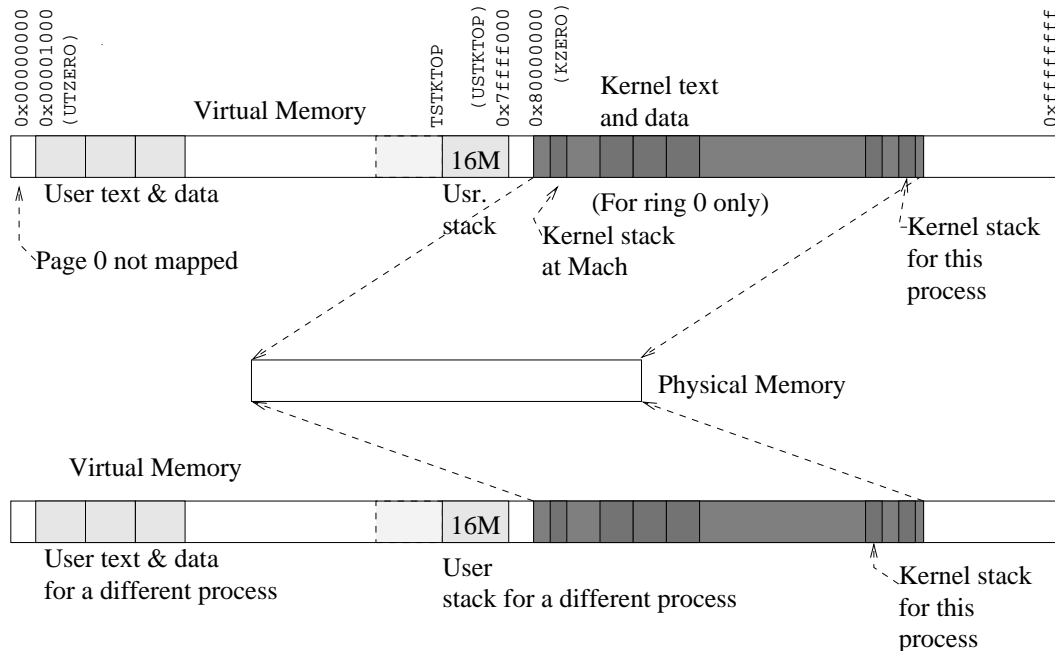 0x00000000
0x00001000
(UTZERO)
TSTKTOP
(USTKTOP)
0x7ffff000
0x80000000
(KZERO)
0xffffffff
Virtual Memory
Kernel text
and data
16M
User text & data
Usr.
stack
(For ring 0 only)
Page 0 not mapped
Kernel stack
at Mach
Kernel stack
for this
process
Physical Memory
Virtual Memory
16M
User text & data
for a different process
User
stack for a different process
Kernel stack
for this
process